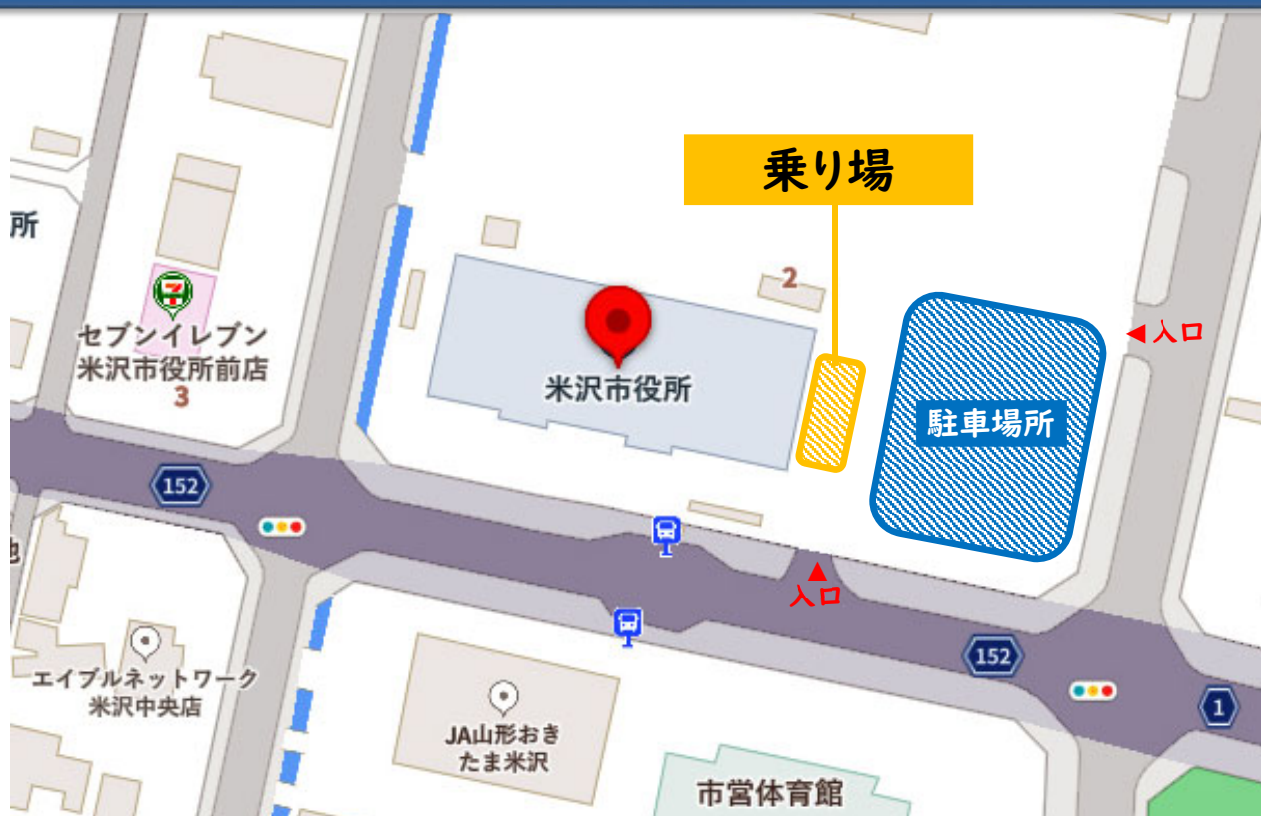 乗り場
所
2
◀入口
セブンイレブン
米沢市役所前店
3
米沢市役所
駐車場所
152
▲
入口
152
エイブルネットワーク
米沢中央店
1
JA山形おき
たま米沢
市営体育館